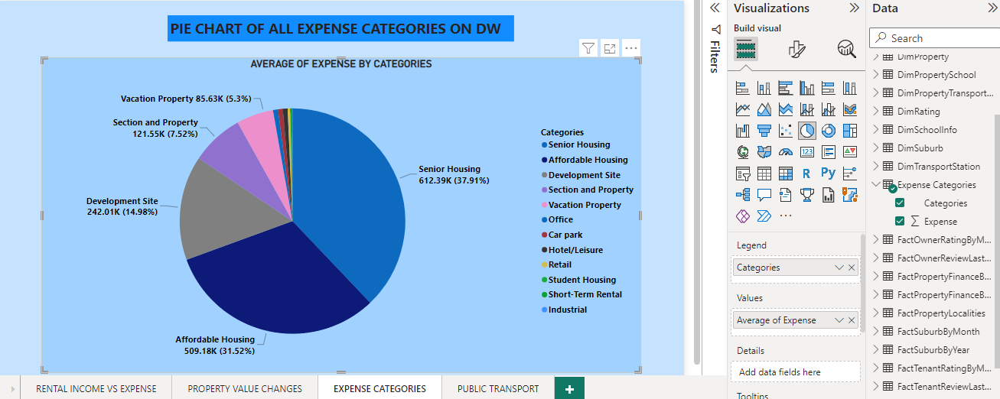 PIE CHART OF ALL EXPENSE CATEGORIES ON DW
AVERAGE OF EXPENSE BY CATEGORIES
Vacation Property 85.63K (5.3%)
Section and Property
121.55K (7.52%)
Development Site
242.01K (14.98%)
Affordable Housing
509.18K (31.52%)
Senior Housing
612.39K (37.91%)
Categories
Senior Housing
Affordable Housing
Development Site
Section and Property
Vacation Property
Office
Car park
Hotel/Leisure
Retail
Student Housing
Short-Term Rental
Industrial
RENTAL INCOME VS EXPENSE
PROPERTY VALUE CHANGES
EXPENSE CATEGORIES
PUBLIC TRANSPORT
Filters
Visualizations
Build visual
123
R
Py
Legend
Categories
Values
Average of Expense
Details
Add data fields here
Tooltips
Data
Search
DimProperty
DimPropertySchool
DimPropertyTransport...
DimRating
DimSchoolInfo
DimSuburb
DimTransportStation
Expense Categories
Categories
Expense
FactOwnerRatingByM...
FactOwnerReviewLast...
FactPropertyFinanceB...
FactPropertyFinanceB...
FactPropertyLocalities
FactSuburbByMonth
FactSuburbByYear
FactTenantRatingByM...
FactTenantReviewLast...